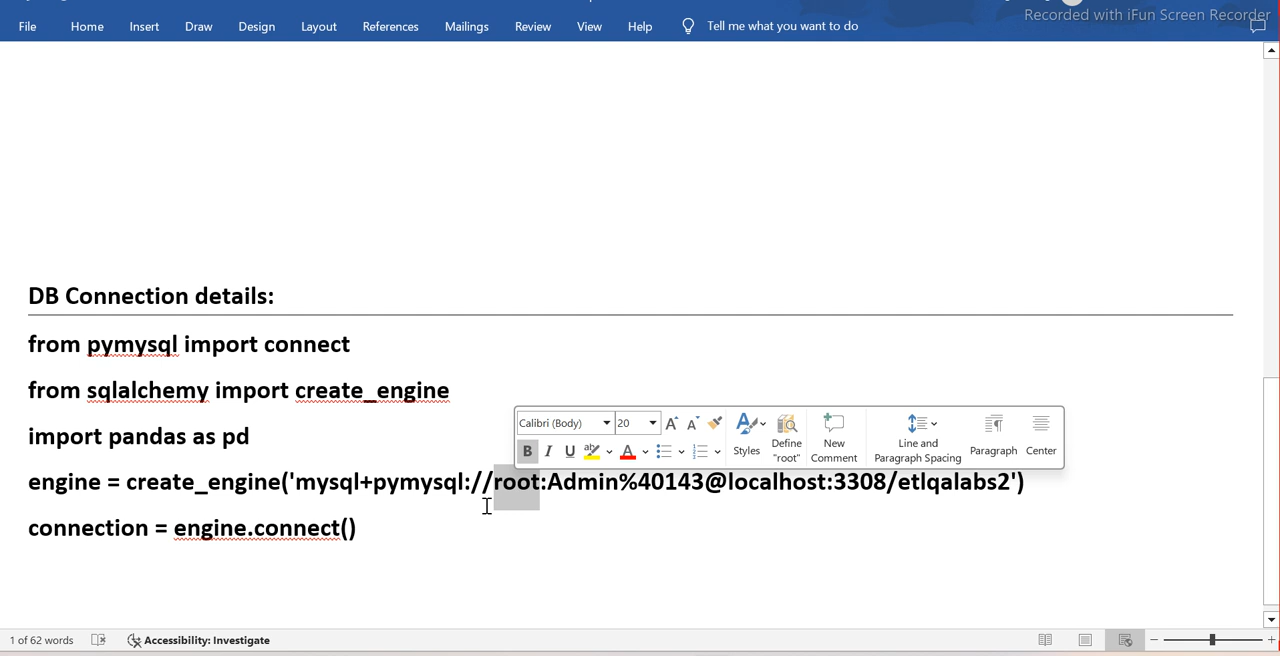 Recorded with iFun Screen Recorder
File Home Insert Draw Design Layout References Mailings Review View Help Tell me what you want to do
DB Connection details:
from pymysql import connect
from sqlalchemy import create_engine
import pandas as pd
Calibri (Body) 20 A A Styles Define "root" New Comment Line and Paragraph Spacing Paragraph Center
B I U ab A
engine = create_engine('mysql+pymysql://root:Admin%40143@localhost:3308/etlqalabs2')
connection = engine.connect()
1 of 62 words Accessibility: Investigate